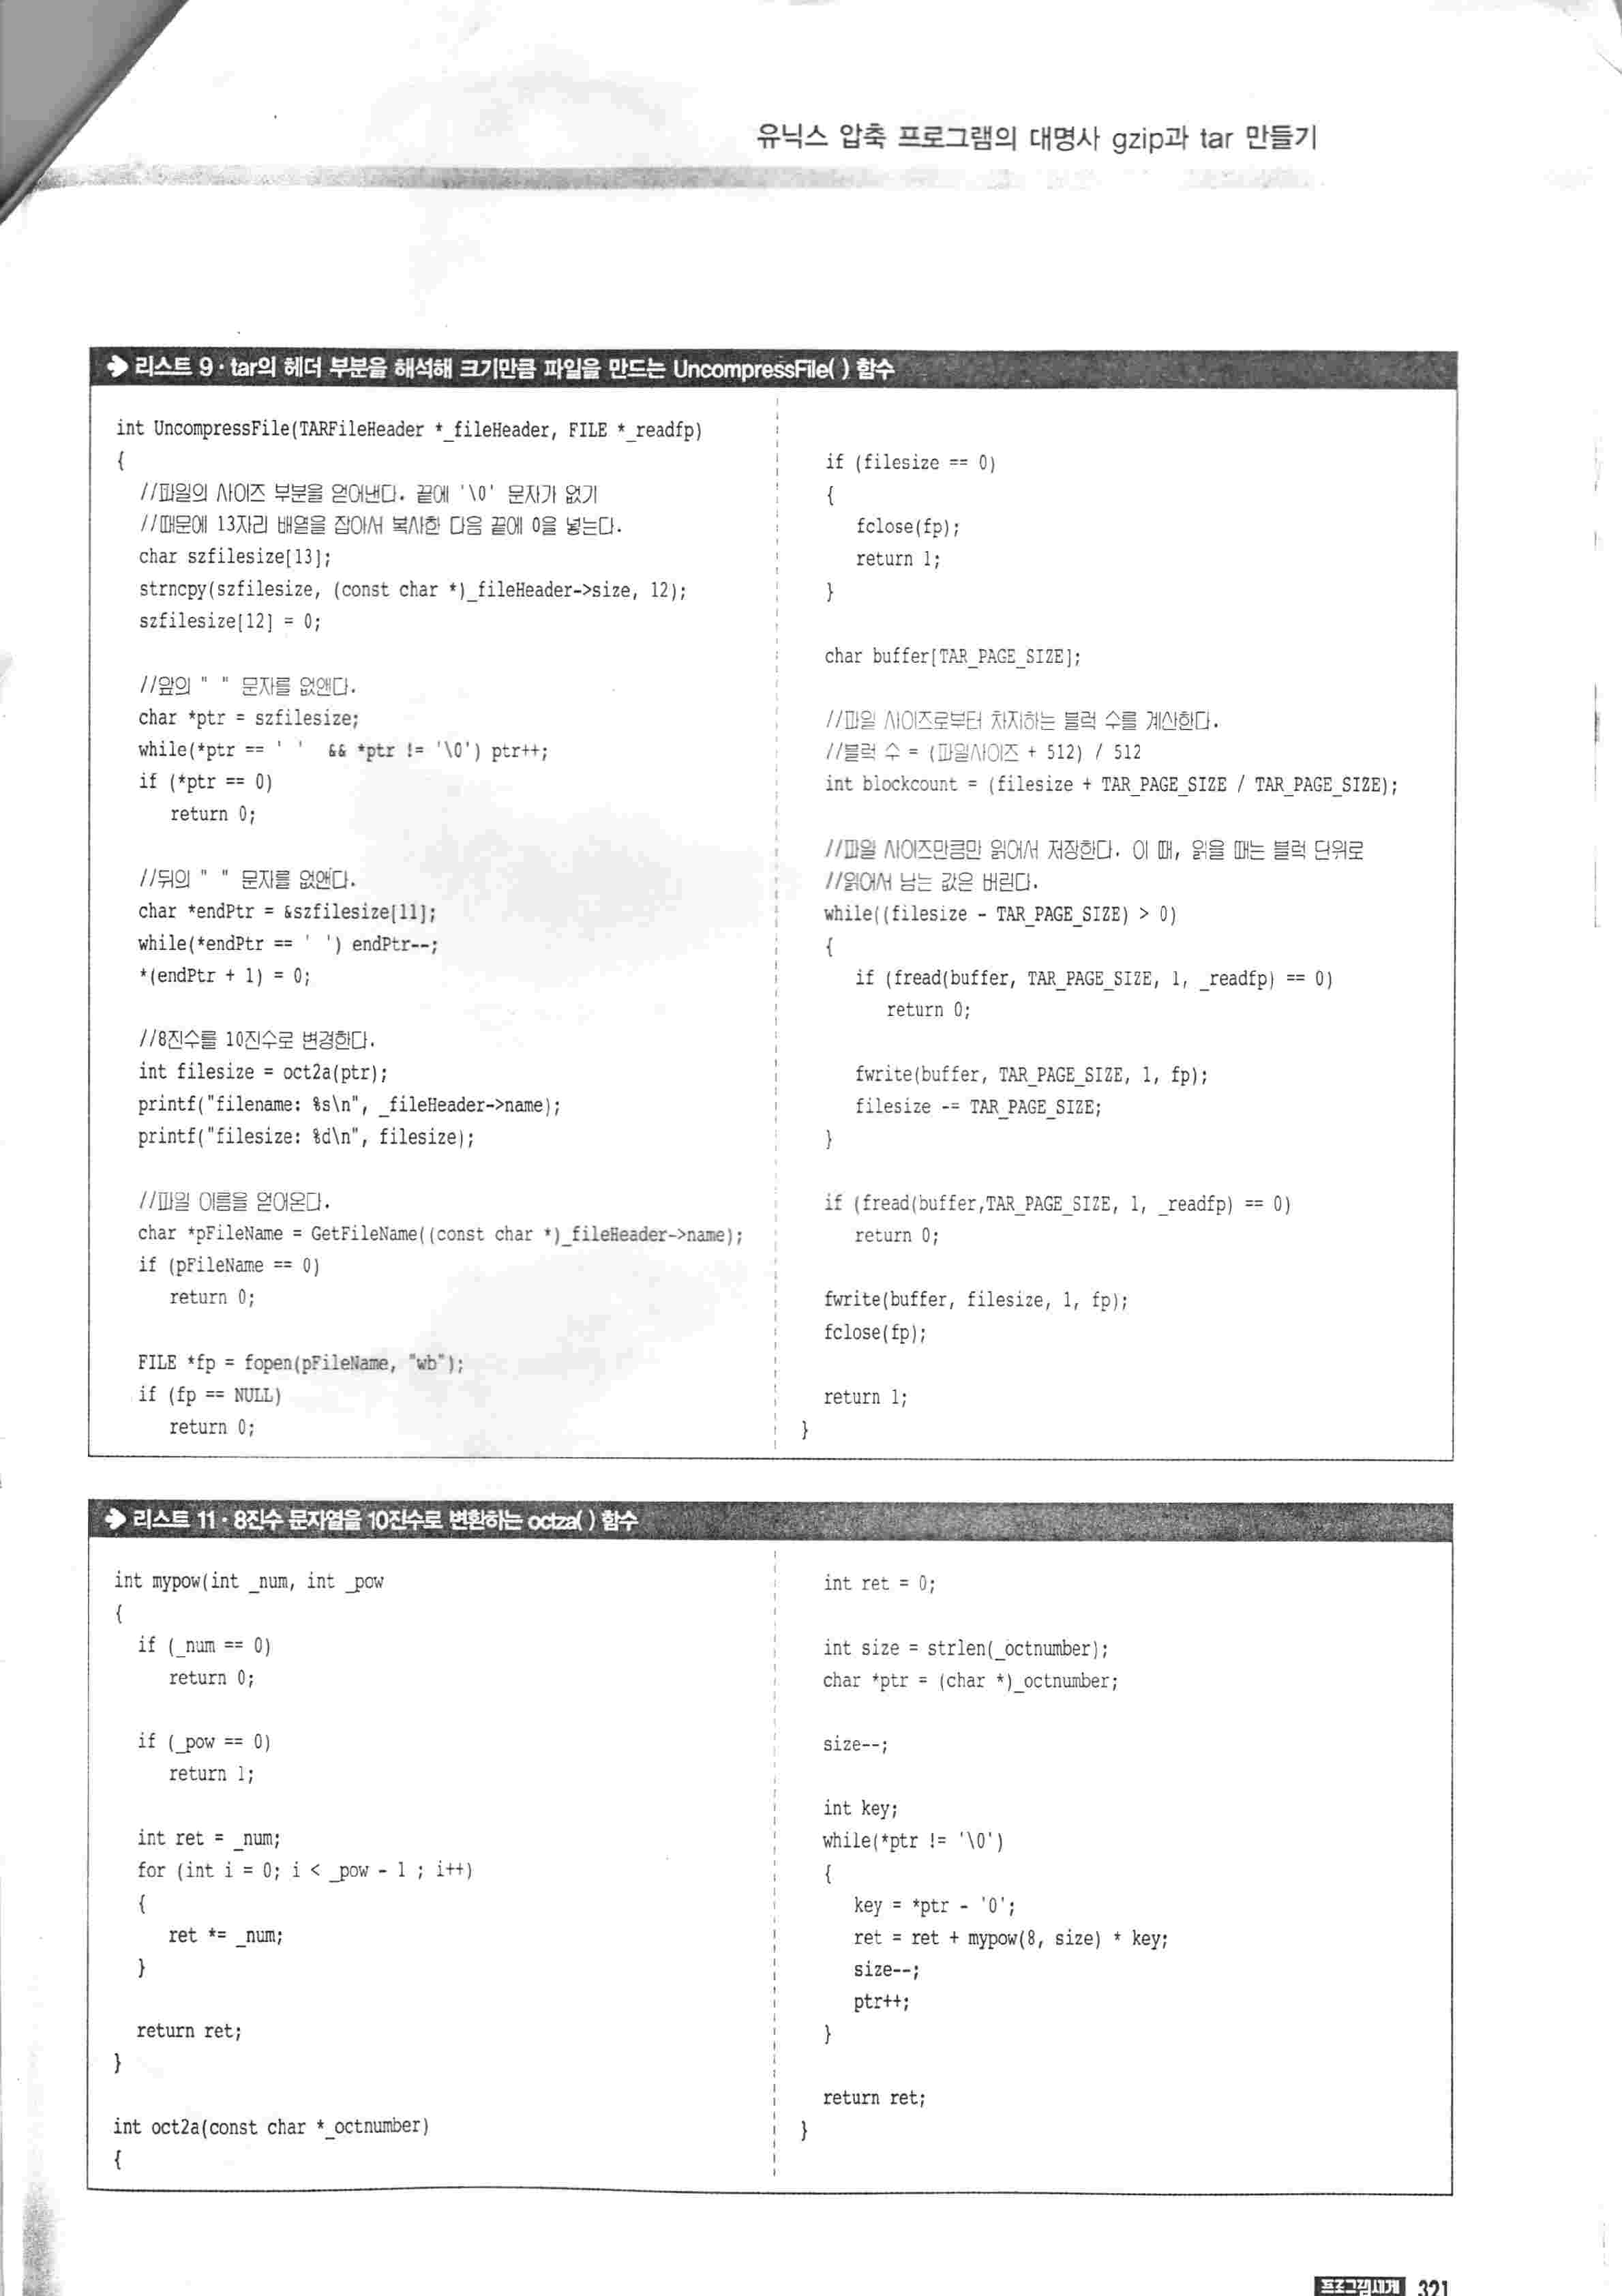 유닉스 압축 프로그램의 대명사 gzip과 tar 만들기
리스트 9 · tar의 헤더 부분을 해석해 크기만큼 파일을 만드는 UncompressFile( ) 함수
int UncompressFile(TARFileHeader *_fileHeader, FILE *_readfp)
{
//파일의 사이즈 부분을 얻어낸다. 끝에 '\0' 문자가 없기
//때문에 13자리 배열을 잡아서 복사한 다음 끝에 0을 넣는다.
char szfilesize[13];
strncpy(szfilesize, (const char *)_fileHeader->size, 12);
szfilesize[12] = 0;
//앞의 " " 문자를 없앤다.
char *ptr = szfilesize;
while(*ptr == ' '  && *ptr != '\0') ptr++;
if (*ptr == 0)
return 0;
//뒤의 " " 문자를 없앤다.
char *endPtr = &szfilesize[11];
while(*endPtr == ' ') endPtr--;
*(endPtr + 1) = 0;
//8진수를 10진수로 변경한다.
int filesize = oct2a(ptr);
printf("filename: %s\n", _fileHeader->name);
printf("filesize: %d\n", filesize);
//파일 이름을 얻어온다.
char *pFileName = GetFileName((const char *)_fileHeader->name);
if (pFileName == 0)
return 0;
FILE *fp = fopen(pFileName, "wb");
if (fp == NULL)
return 0;
if (filesize == 0)
{
fclose(fp);
return 1;
}
char buffer[TAR_PAGE_SIZE];
//파일 사이즈로부터 차지하는 블럭 수를 계산한다.
//블럭 수 = (파일사이즈 + 512) / 512
int blockcount = (filesize + TAR_PAGE_SIZE / TAR_PAGE_SIZE);
//파일 사이즈만큼만 읽어서 저장한다. 이 때, 읽을 때는 블럭 단위로
//읽어서 남는 값은 버린다.
while((filesize - TAR_PAGE_SIZE) > 0)
{
if (fread(buffer, TAR_PAGE_SIZE, 1, _readfp) == 0)
return 0;
fwrite(buffer, TAR_PAGE_SIZE, 1, fp);
filesize -= TAR_PAGE_SIZE;
}
if (fread(buffer,TAR_PAGE_SIZE, 1, _readfp) == 0)
return 0;
fwrite(buffer, filesize, 1, fp);
fclose(fp);
return 1;
}
리스트 11 · 8진수 문자열을 10진수로 변환하는 octza( ) 함수
int mypow(int _num, int _pow
{
if (_num == 0)
return 0;
if (_pow == 0)
return 1;
int ret = _num;
for (int i = 0; i < _pow - 1 ; i++)
{
ret *= _num;
}
return ret;
}
int oct2a(const char *_octnumber)
{
int ret = 0;
int size = strlen(_octnumber);
char *ptr = (char *)_octnumber;
size--;
int key;
while(*ptr != '\0')
{
key = *ptr - '0';
ret = ret + mypow(8, size) * key;
size--;
ptr++;
}
return ret;
}
프로그램세계 321